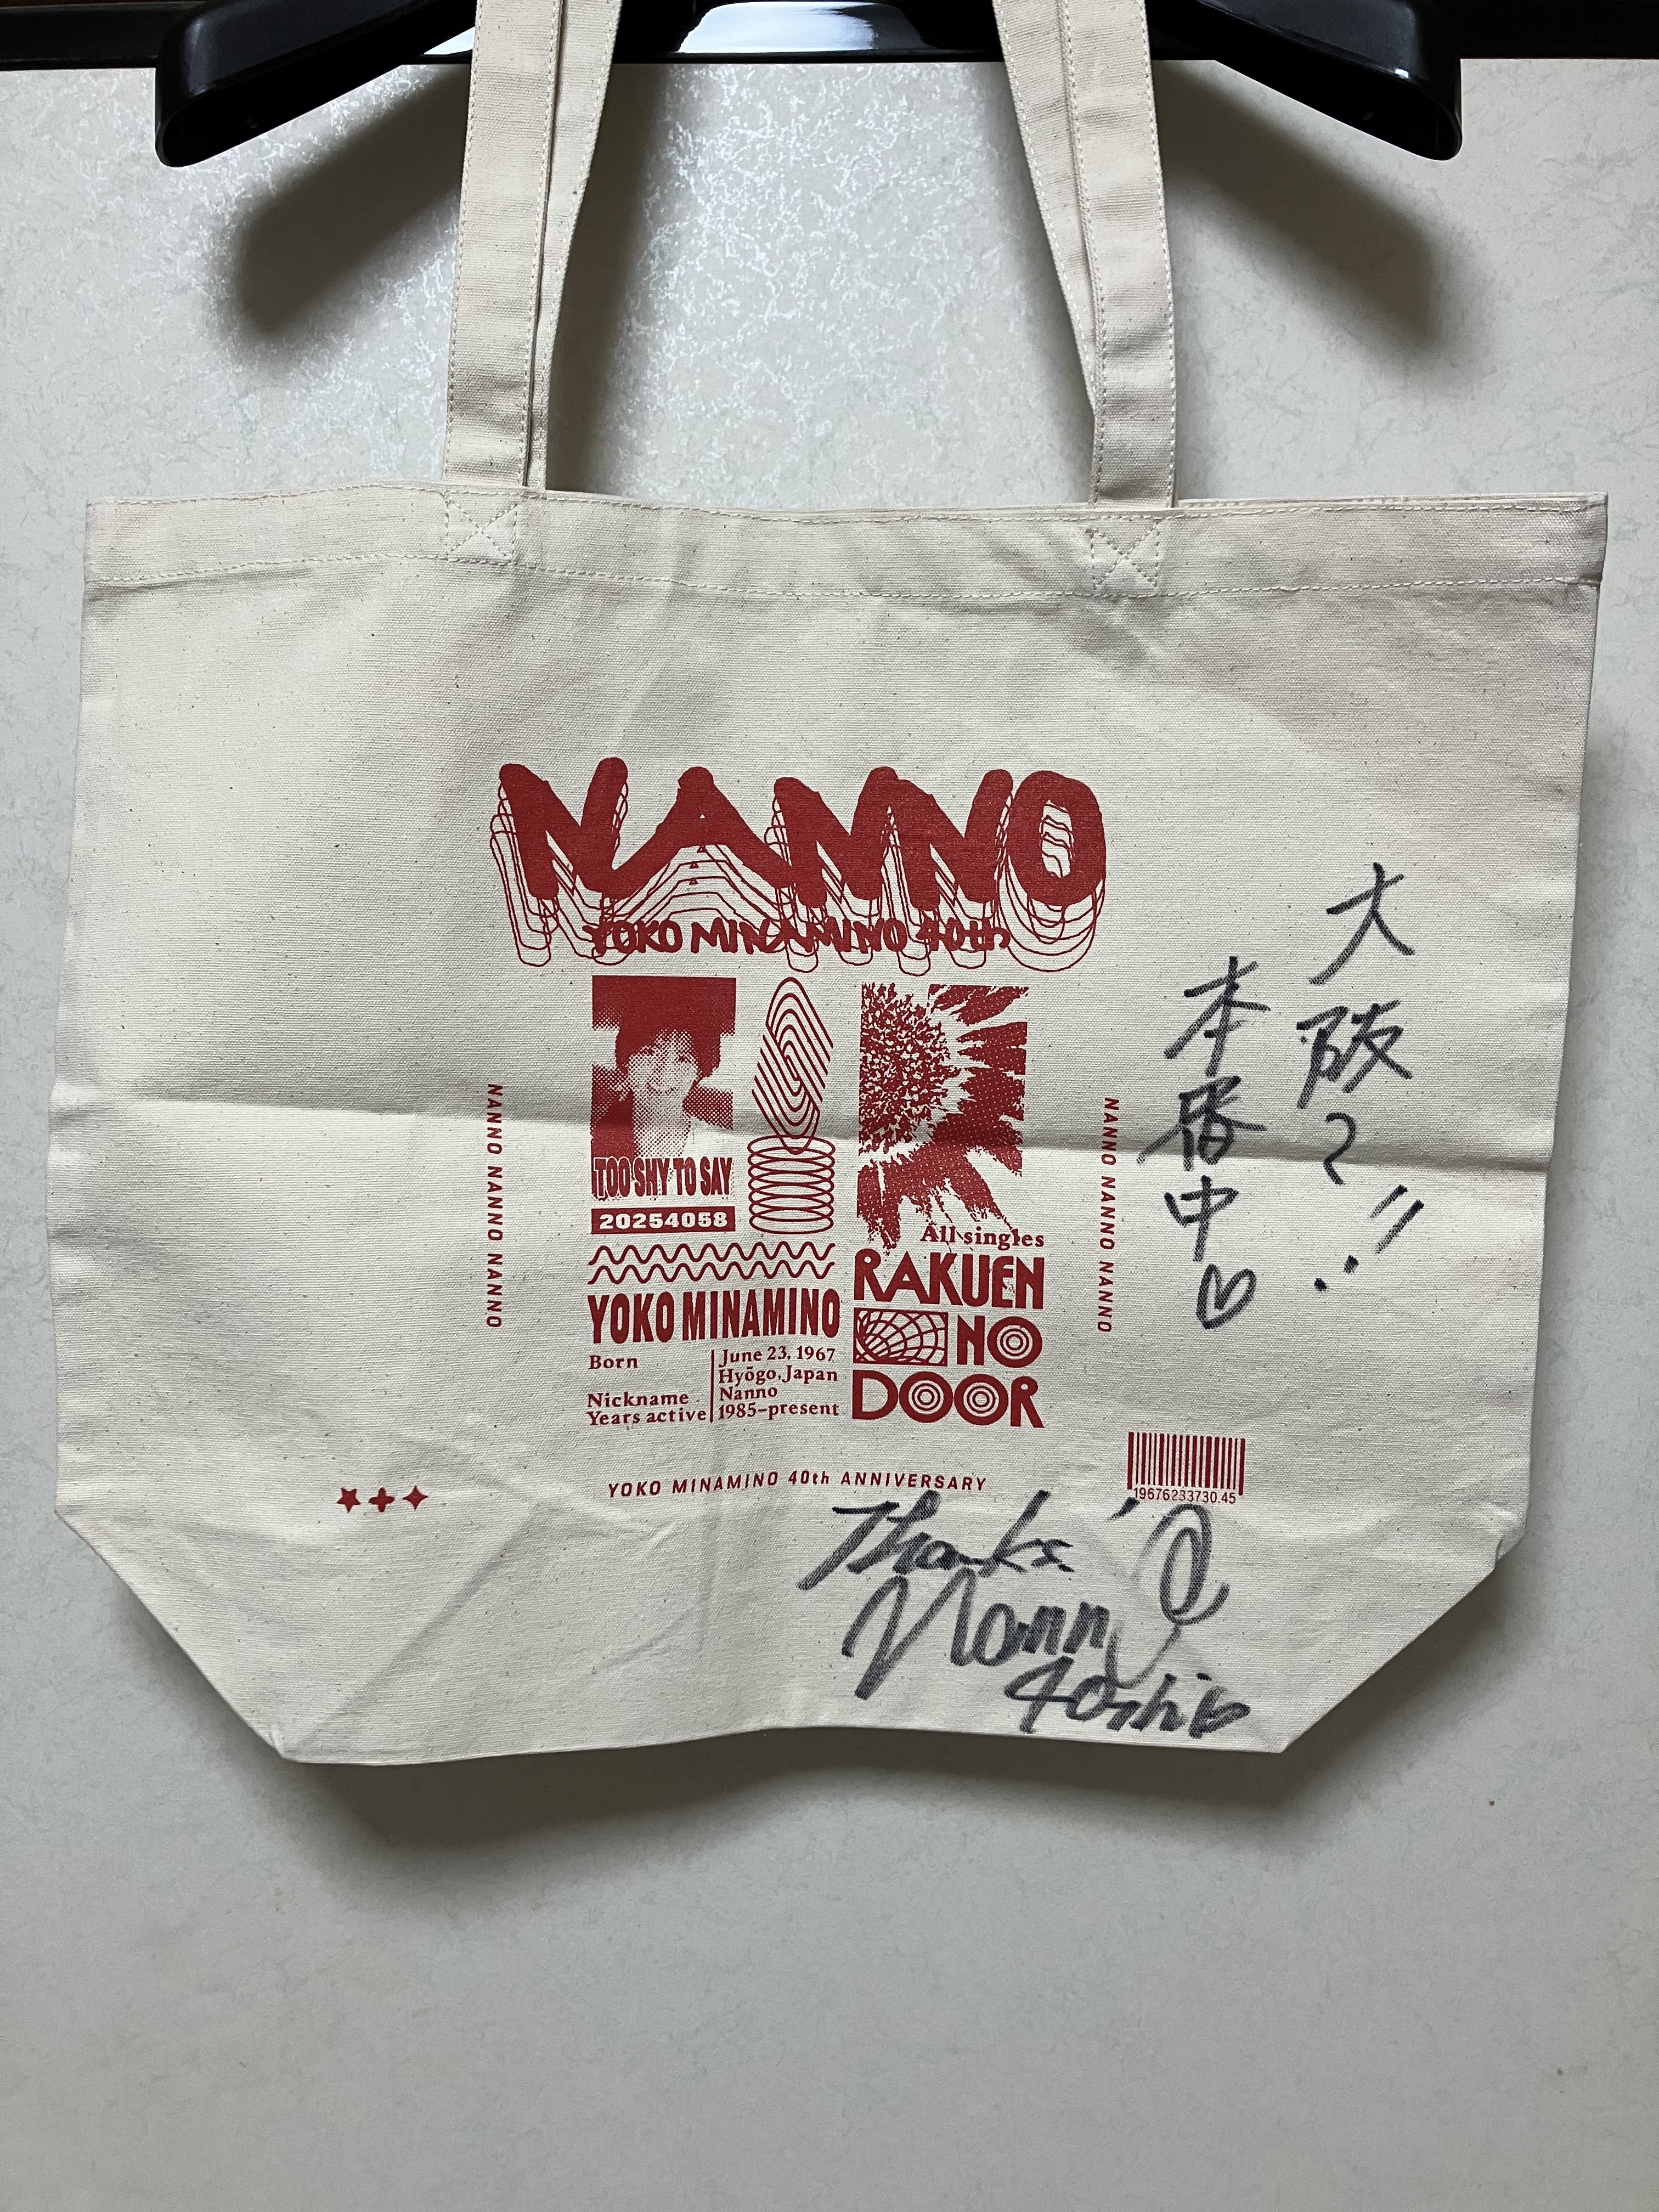 NANNO
YOKO MINAMINO 40th
TOO SHY TO SAY
20254058
YOKO MINAMINO
Born June 23, 1967
Hyōgo, Japan
Nickname Nanno
Years active 1985–present
All singles
RAKUEN
NO
DOOR
NANNO NANNO NANNO NANNO
NANNO NANNO NANNO NANNO
YOKO MINAMINO 40th ANNIVERSARY
19676233730.45
大阪〜!!
本番中♡
Thanks